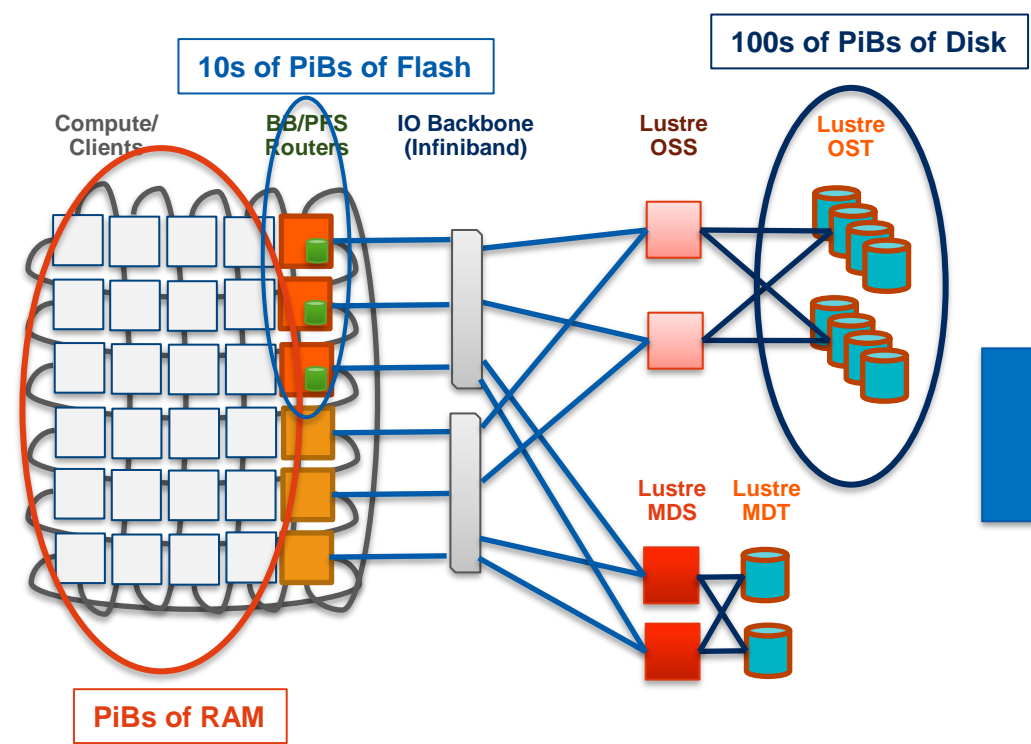 100s of PiBs of Disk
10s of PiBs of Flash
Compute/
Clients
BB/PFS
Routers
IO Backbone
(Infiniband)
Lustre
OSS
Lustre
OST
Lustre
MDS
Lustre
MDT
PiBs of RAM